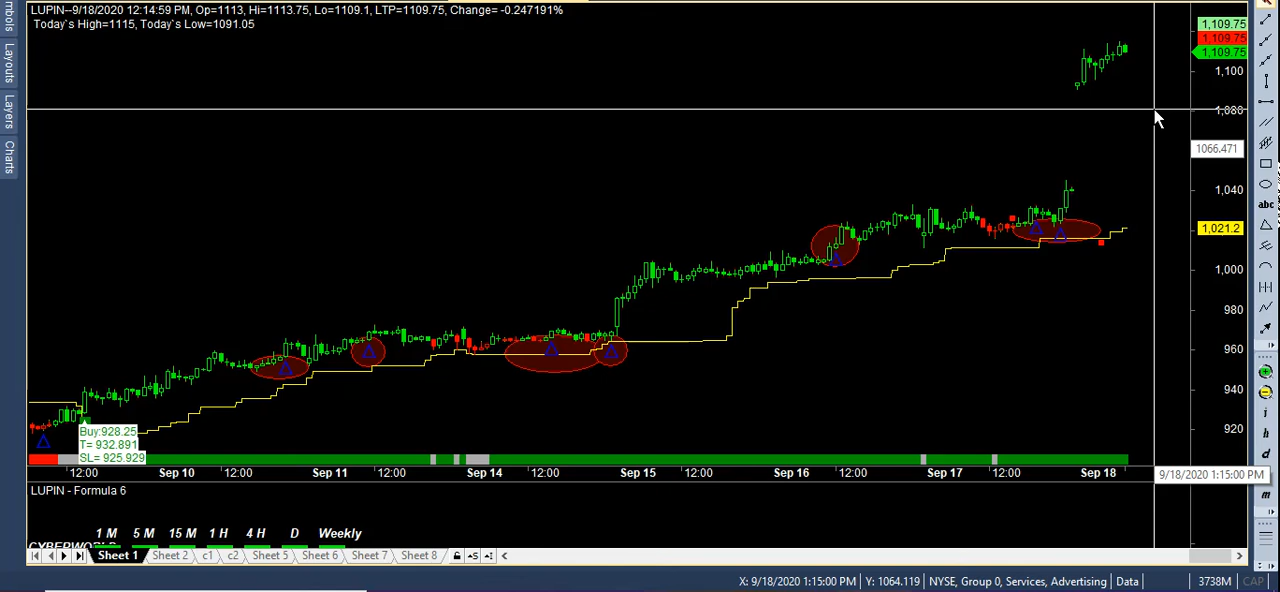 LUPIN--9/18/2020 12:14:59 PM, Op=1113, Hi=1113.75, Lo=1109.1, LTP=1109.75, Change= -0.247191%
Today`s High=1115, Today`s Low=1091.05
Layouts
Layers
Charts
1,109.75
1,109.75
1,109.75
1,100
1066.471
1,040
1,021.2
1,000
980
960
940
920
abc
Buy:928.25
T= 932.891
SL= 925.929
12:00 Sep 10 12:00 Sep 11 12:00 Sep 14 12:00 Sep 15 12:00 Sep 16 12:00 Sep 17 12:00 Sep 18
9/18/2020 1:15:00 PM
LUPIN - Formula 6
1 M 5 M 15 M 1 H 4 H D Weekly
Sheet 1 Sheet 2 c1 c2 Sheet 5 Sheet 6 Sheet 7 Sheet 8
X: 9/18/2020 1:15:00 PM Y: 1064.119 NYSE, Group 0, Services, Advertising Data 3738M CAP
i
h
d
m